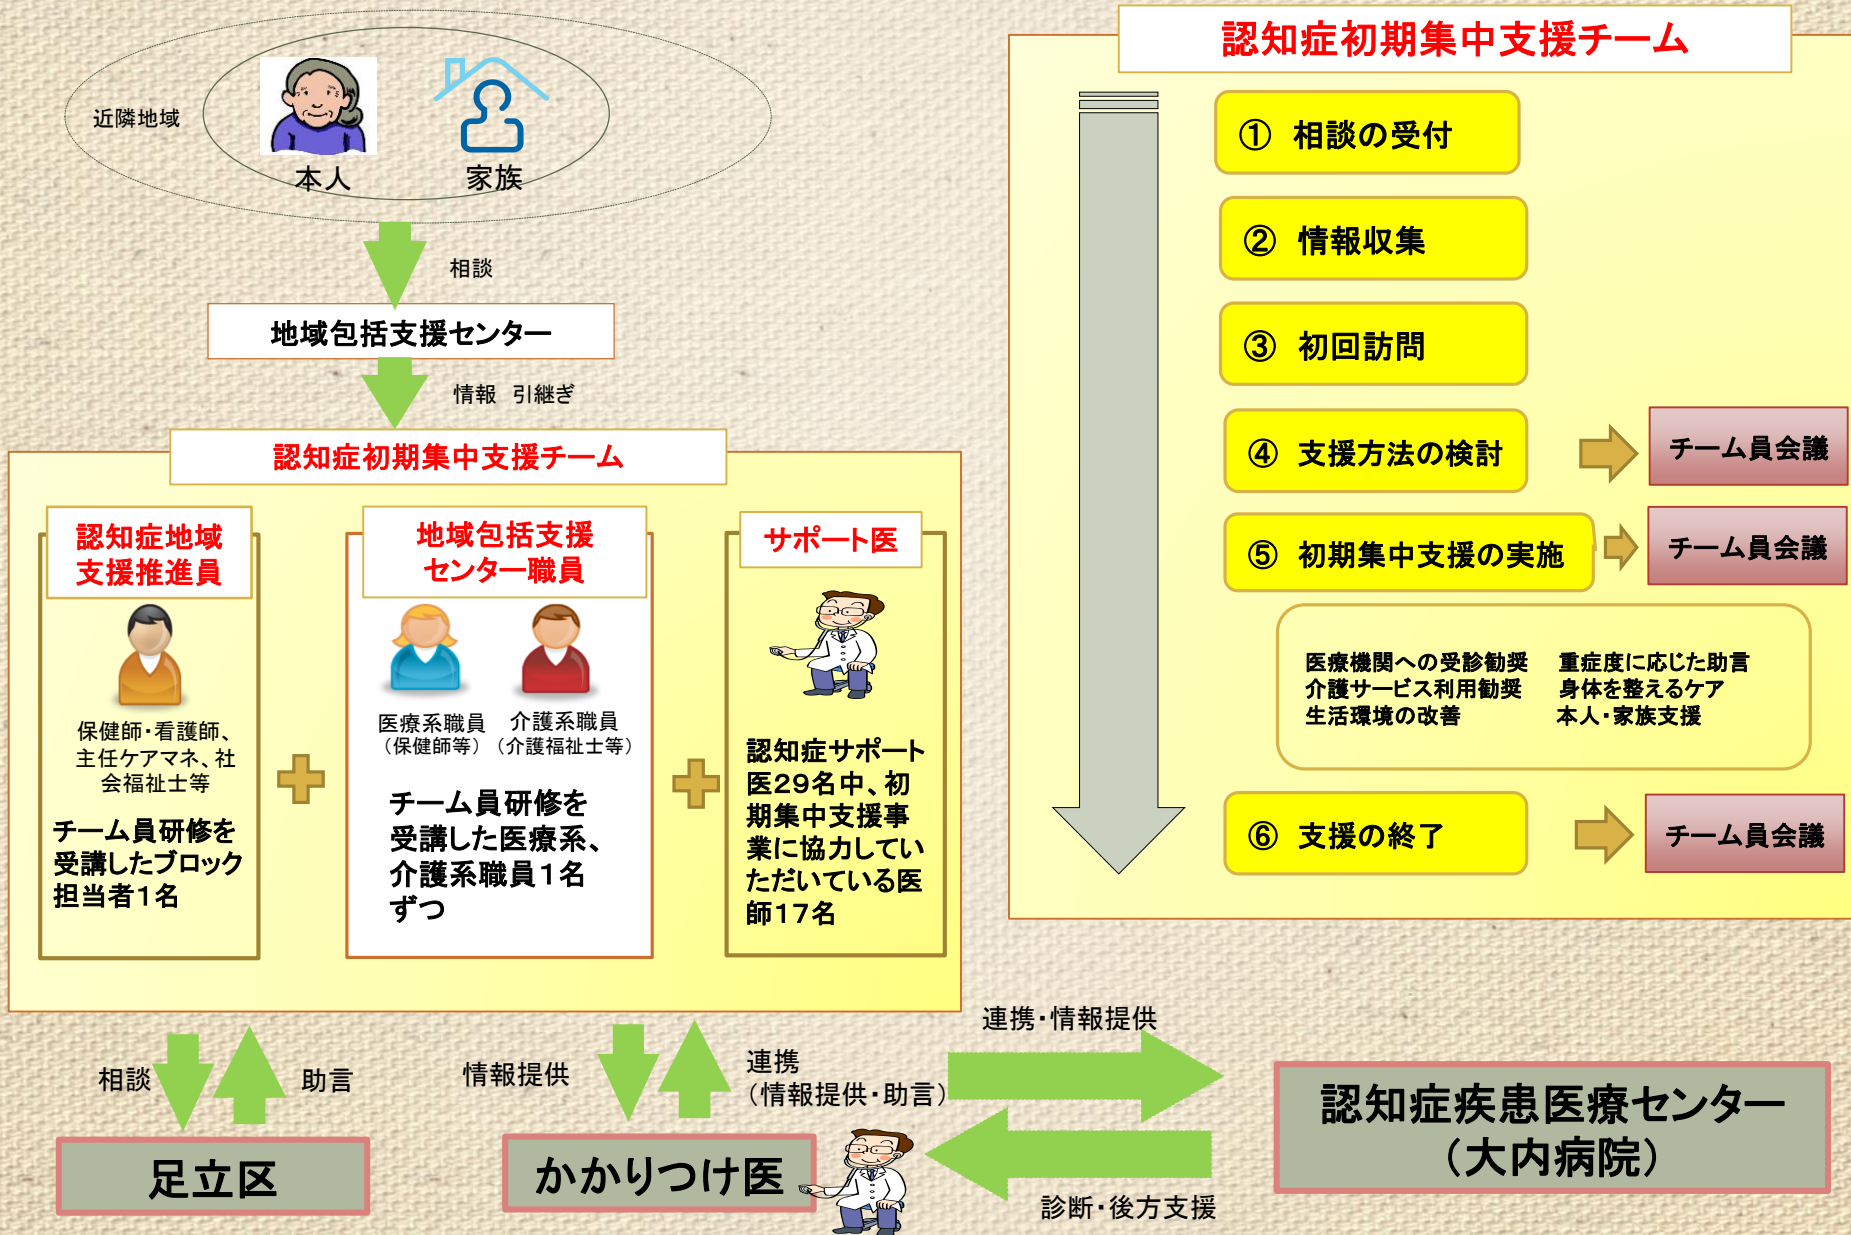 近隣地域
本人
家族
相談
地域包括支援センター
情報　引継ぎ
認知症初期集中支援チーム
認知症地域
支援推進員
保健師・看護師、
主任ケアマネ、社
会福祉士等
チーム員研修を
受講したブロック
担当者1名
地域包括支援
センター職員
医療系職員
（保健師等）
介護系職員
（介護福祉士等）
チーム員研修を
受講した医療系、
介護系職員1名
ずつ
サポート医
認知症サポート
医29名中、初
期集中支援事
業に協力してい
ただいている医
師17名
相談
助言
足立区
情報提供
連携
（情報提供・助言）
かかりつけ医
連携・情報提供
診断・後方支援
認知症疾患医療センター
（大内病院）
認知症初期集中支援チーム
①　相談の受付
②　情報収集
③　初回訪問
④　支援方法の検討
チーム員会議
⑤　初期集中支援の実施
チーム員会議
医療機関への受診勧奨　重症度に応じた助言
介護サービス利用勧奨　身体を整えるケア
生活環境の改善　本人・家族支援
⑥　支援の終了
チーム員会議